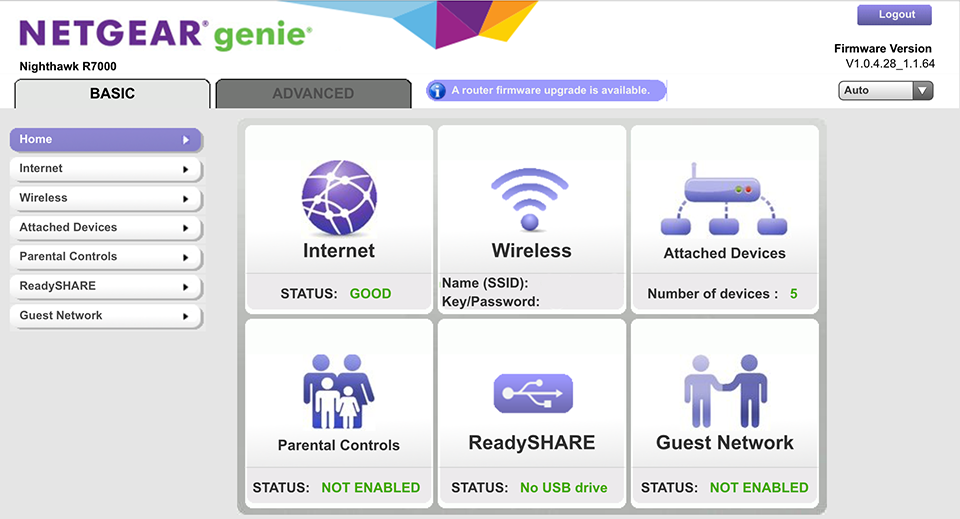 NETGEAR® genie®
Logout
Nighthawk R7000
Firmware Version
V1.0.4.28_1.1.64
BASIC
ADVANCED
A router firmware upgrade is available.
Auto
Home
Internet
Wireless
Attached Devices
Parental Controls
ReadySHARE
Guest Network
Internet
STATUS: GOOD
Wireless
Name (SSID):
Key/Password:
Attached Devices
Number of devices : 5
Parental Controls
STATUS: NOT ENABLED
ReadySHARE
STATUS: No USB drive
Guest Network
STATUS: NOT ENABLED